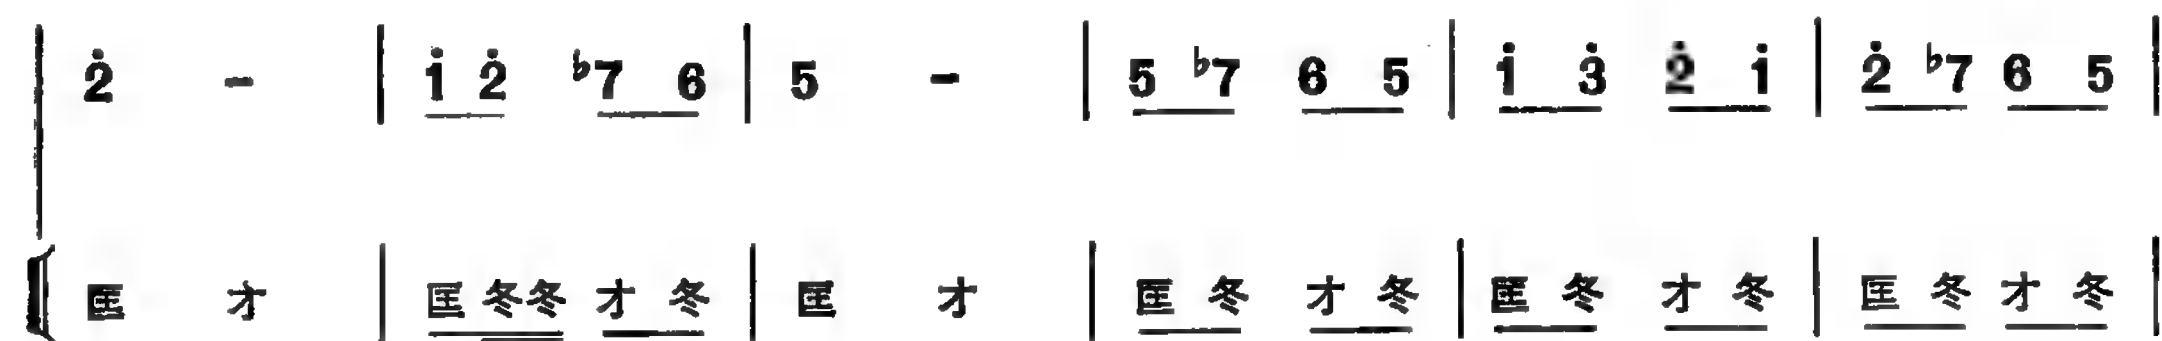 | 2̇ - | 1̇ 2̇ ♭7 6 | 5 - | 5 ♭7 6 5 | 1̇ 3̇ 2̇ 1̇ | 2̇ ♭7 6 5 |
匡 才 | 匡 冬冬 才 冬 | 匡 才 | 匡 冬 才 冬 | 匡 冬 才 冬 | 匡 冬 才 冬 |